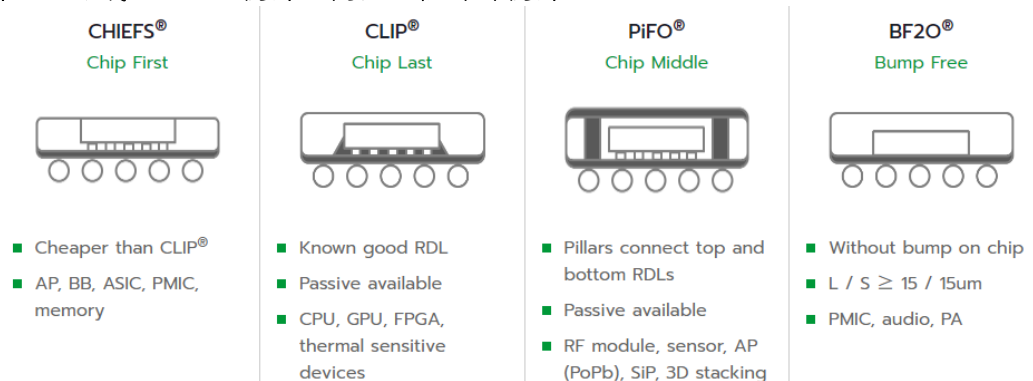 CHIEFS®
Chip First
Cheaper than CLIP®
AP, BB, ASIC, PMIC,
memory
CLIP®
Chip Last
Known good RDL
Passive available
CPU, GPU, FPGA,
thermal sensitive
devices
PiFO®
Chip Middle
Pillars connect top and
bottom RDLs
Passive available
RF module, sensor, AP
(PoPb), SiP, 3D stacking
BF2O®
Bump Free
Without bump on chip
L / S ≥ 15 / 15um
PMIC, audio, PA